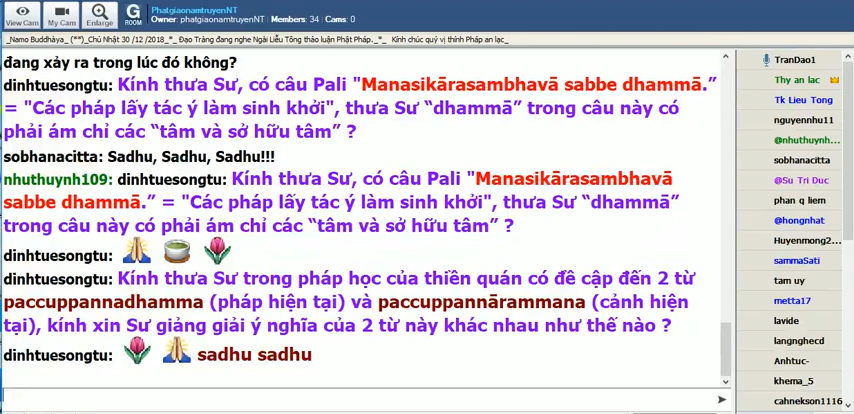 View Cam
My Cam
Enlarge
G
ROOM
PhatgiaonamtruyenNT
Owner: phatgiaonamtruyenNT | Members: 34 | Cams: 0
_Namo Buddhàya_ (**)_Chủ Nhật 30 /12 /2018_*_ Đạo Tràng đang nghe Ngài Liễu Tông thảo luận Phật Pháp._*_ Kính chúc quý vị thính Pháp an lạc_
đang xảy ra trong lúc đó không?
dinhtuesongtu: Kính thưa Sư, có câu Pali "Manasikārasambhavā sabbe dhammā.”
= "Các pháp lấy tác ý làm sinh khởi", thưa Sư “dhammā” trong câu này có
phải ám chỉ các “tâm và sở hữu tâm” ?
sobhanacitta: Sadhu, Sadhu, Sadhu!!!
nhuthuynh109: dinhtuesongtu: Kính thưa Sư, có câu Pali "Manasikārasambhavā
sabbe dhammā.” = "Các pháp lấy tác ý làm sinh khởi", thưa Sư “dhammā”
trong câu này có phải ám chỉ các “tâm và sở hữu tâm” ?
dinhtuesongtu:
dinhtuesongtu: Kính thưa Sư trong pháp học của thiền quán có đề cập đến 2 từ
paccuppannadhamma (pháp hiện tại) và paccuppannārammana (cảnh hiện
tại), kính xin Sư giảng giải ý nghĩa của 2 từ này khác nhau như thế nào ?
dinhtuesongtu: sadhu sadhu
TranDao1
Thy an lac
Tk Lieu Tong
nguyennhu11
@nhuthuynh...
sobhanacitta
@Su Tri Duc
phan q liem
@hongnhat
Huyenmong2...
sammaSati
tam uy
metta17
lavide
langnghecd
Anhtuc-
khema_5
cahnekson1116